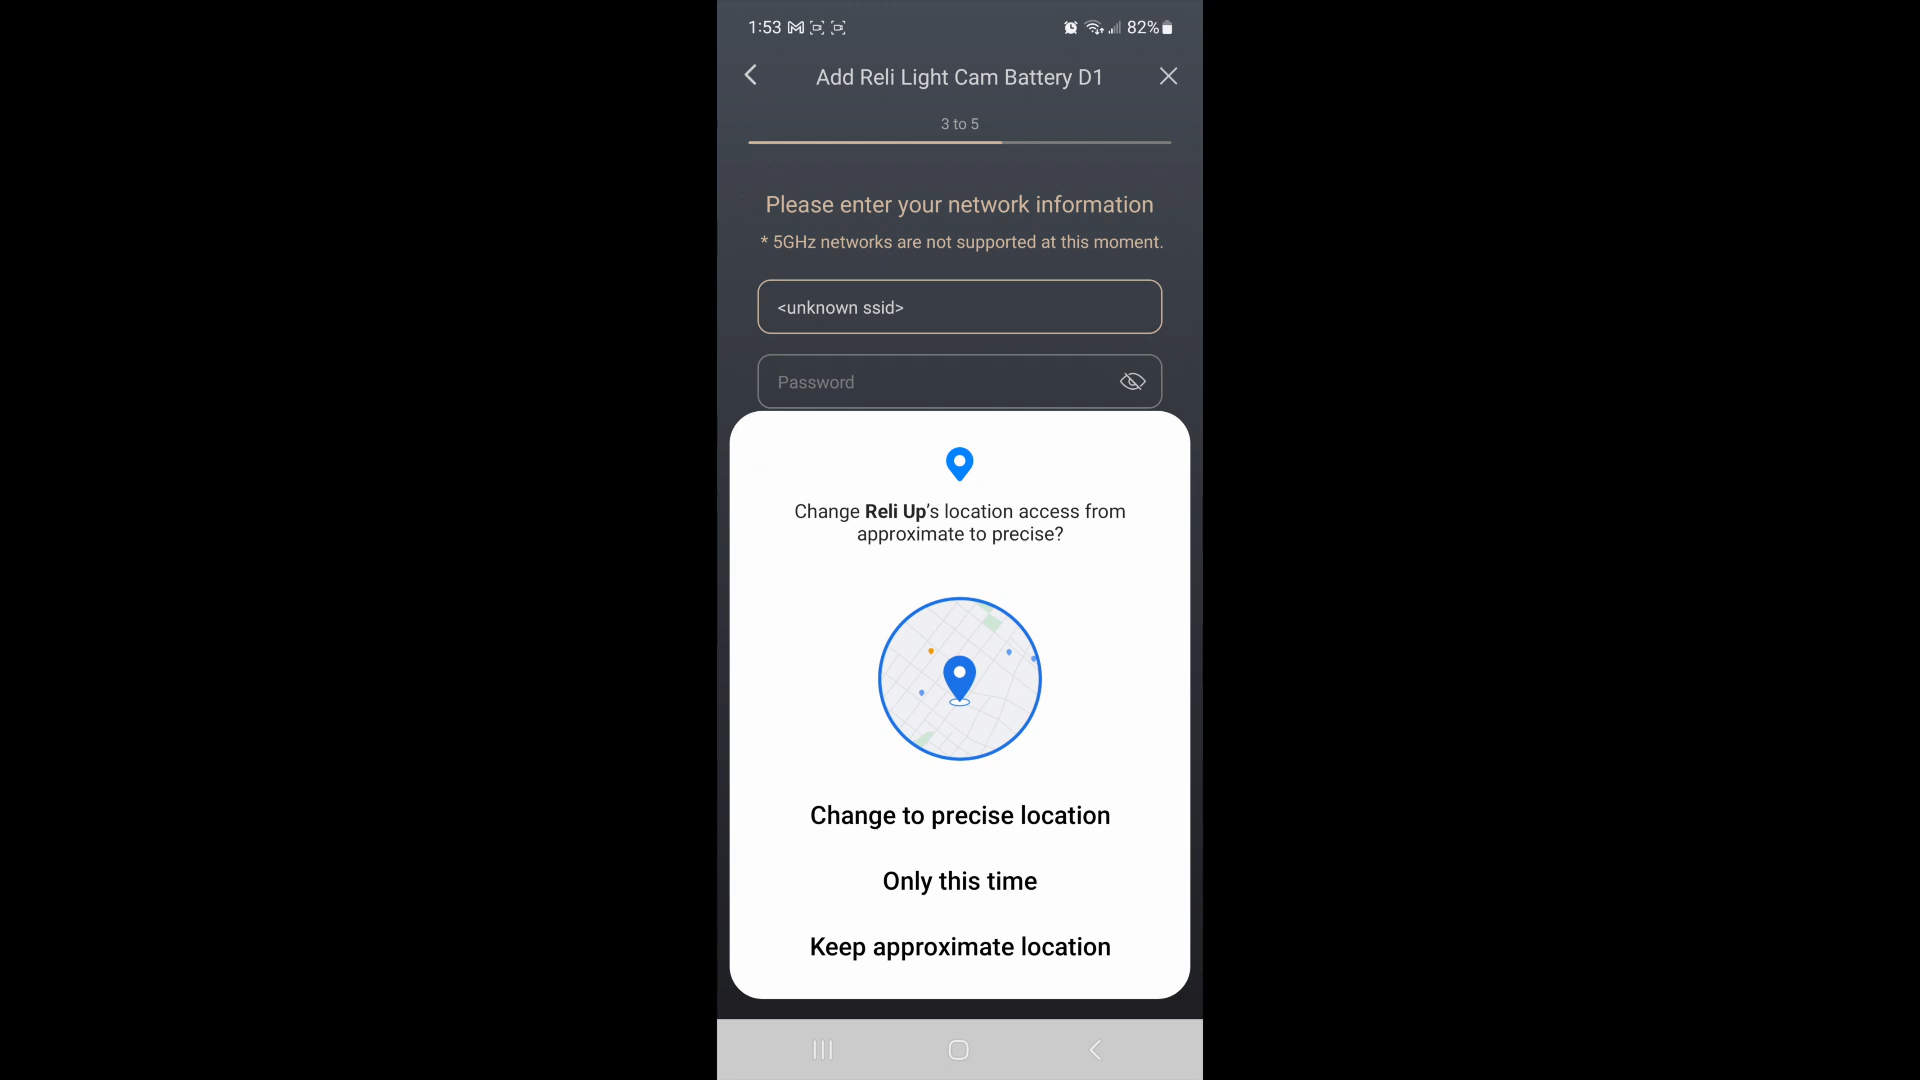 1:53
82%
Add Reli Light Cam Battery D1
3 to 5
Please enter your network information
* 5GHz networks are not supported at this moment.
<unknown ssid>
Password
Change Reli Up's location access from
approximate to precise?
Change to precise location
Only this time
Keep approximate location